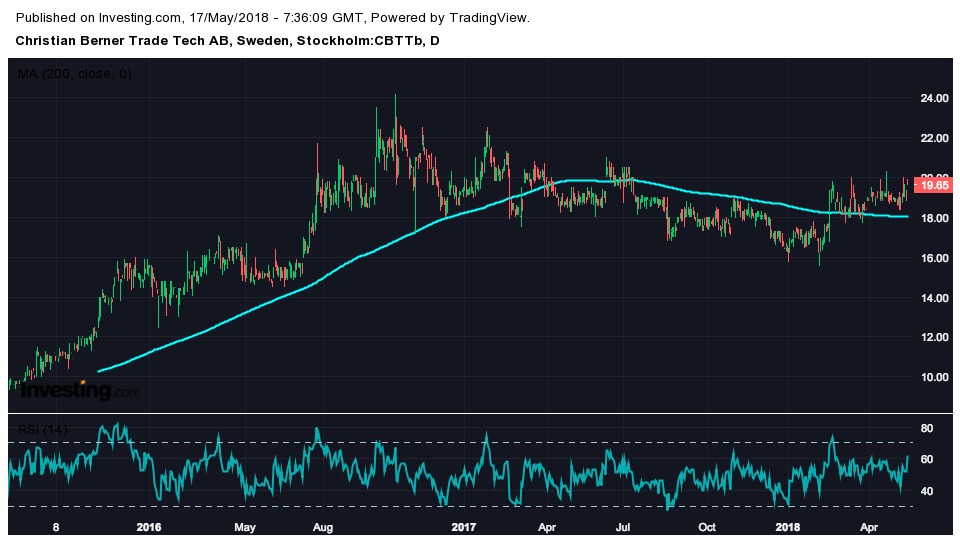 Published on Investing.com, 17/May/2018 - 7:36:09 GMT, Powered by TradingView.
Christian Berner Trade Tech AB, Sweden, Stockholm:CBTTb, D
MA (200, close, 0)
24.00
22.00
20.00
19.65
18.00
16.00
14.00
12.00
10.00
Investing.com
RSI (14)
80
60
40
8 2016 May Aug 2017 Apr Jul Oct 2018 Apr